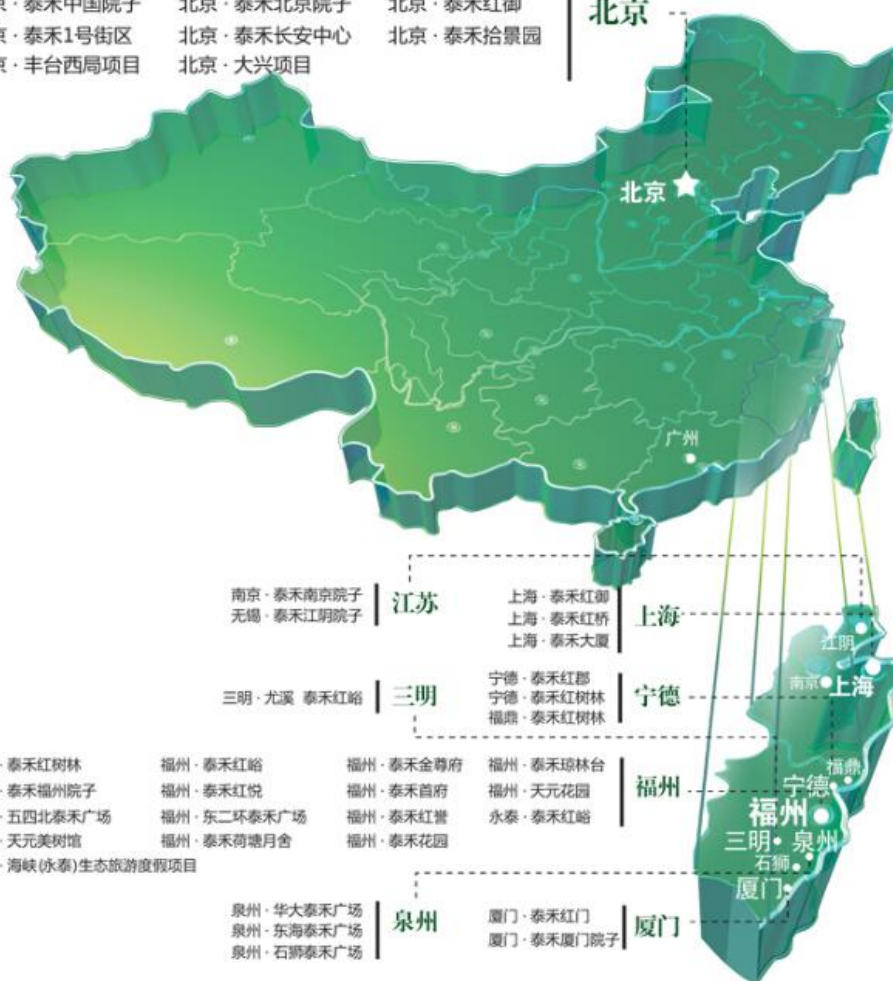 京 · 泰禾中国院子 北京 · 泰禾北京院子 北京 · 泰禾红御
京 · 泰禾1号街区 北京 · 泰禾长安中心 北京 · 泰禾拾景园
京 · 丰台西局项目 北京 · 大兴项目
北京
北京
广州
南京 · 泰禾南京院子
无锡 · 泰禾江阴院子
江苏
上海 · 泰禾红御
上海 · 泰禾红桥
上海 · 泰禾大厦
上海
江阴
南京
上海
三明 · 尤溪 泰禾红峪
三明
宁德 · 泰禾红郡
宁德 · 泰禾红树林
福鼎 · 泰禾红树林
宁德
· 泰禾红树林 福州 · 泰禾红峪 福州 · 泰禾金尊府 福州 · 泰禾琼林台
· 泰禾福州院子 福州 · 泰禾红悦 福州 · 泰禾首府 福州 · 天元花园
· 五四北泰禾广场 福州 · 东二环泰禾广场 福州 · 泰禾红誉 永泰 · 泰禾红峪
· 天元美树馆 福州 · 泰禾荷塘月舍 福州 · 泰禾花园
· 海峡(永泰)生态旅游度假项目
福州
福鼎
宁德
福州
三明 泉州
石狮
厦门
泉州 · 华大泰禾广场
泉州 · 东海泰禾广场
泉州 · 石狮泰禾广场
泉州
厦门 · 泰禾红门
厦门 · 泰禾厦门院子
厦门